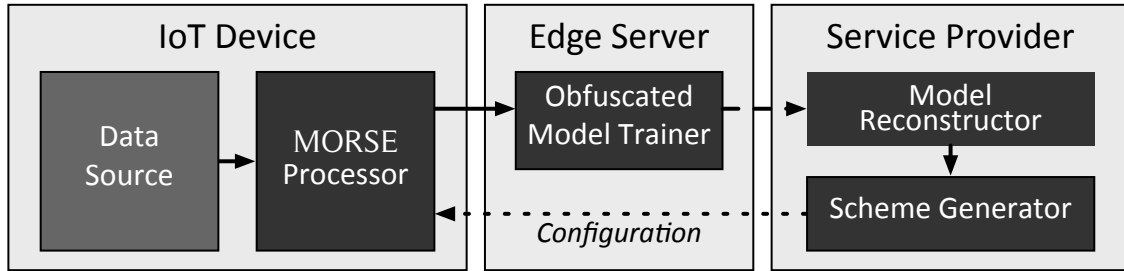 IoT Device
Data
Source
MORSE
Processor
Edge Server
Obfuscated
Model Trainer
Configuration
Service Provider
Model
Reconstructor
Scheme Generator